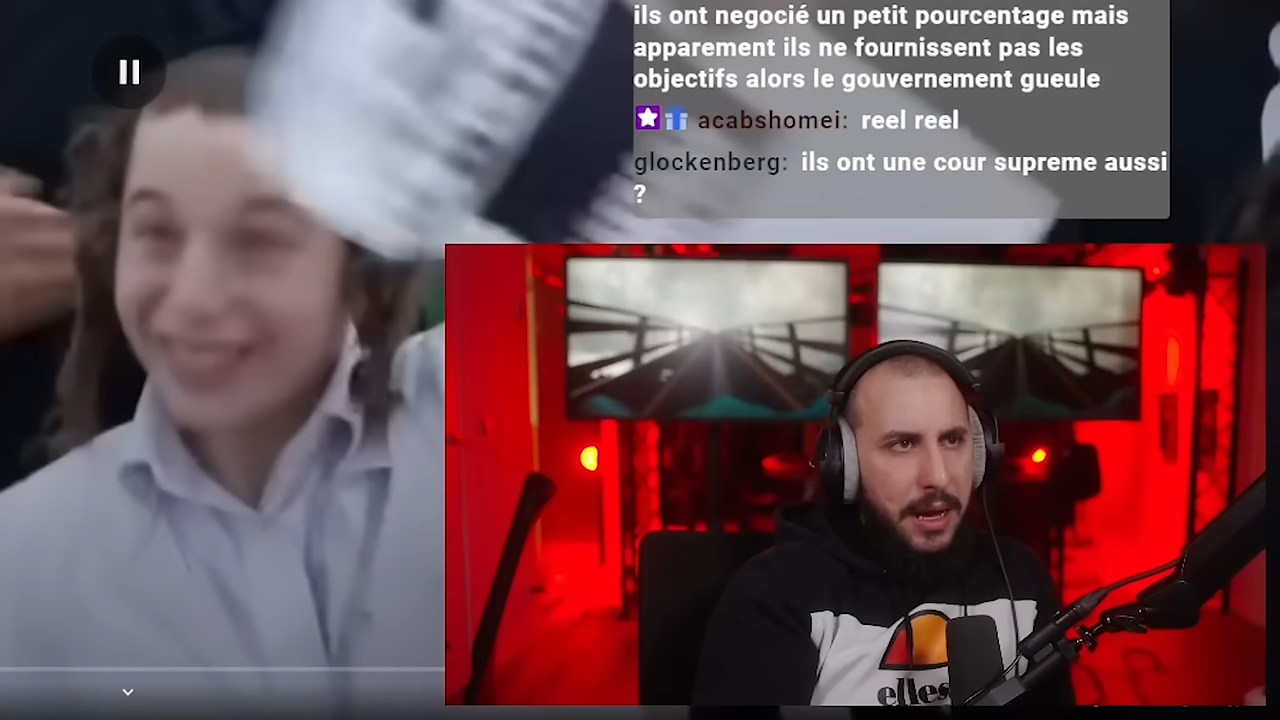 ils ont negocié un petit pourcentage mais
apparement ils ne fournissent pas les
objectifs alors le gouvernement gueule
acabshomei: reel reel
glockenberg: ils ont une cour supreme aussi
?
elles